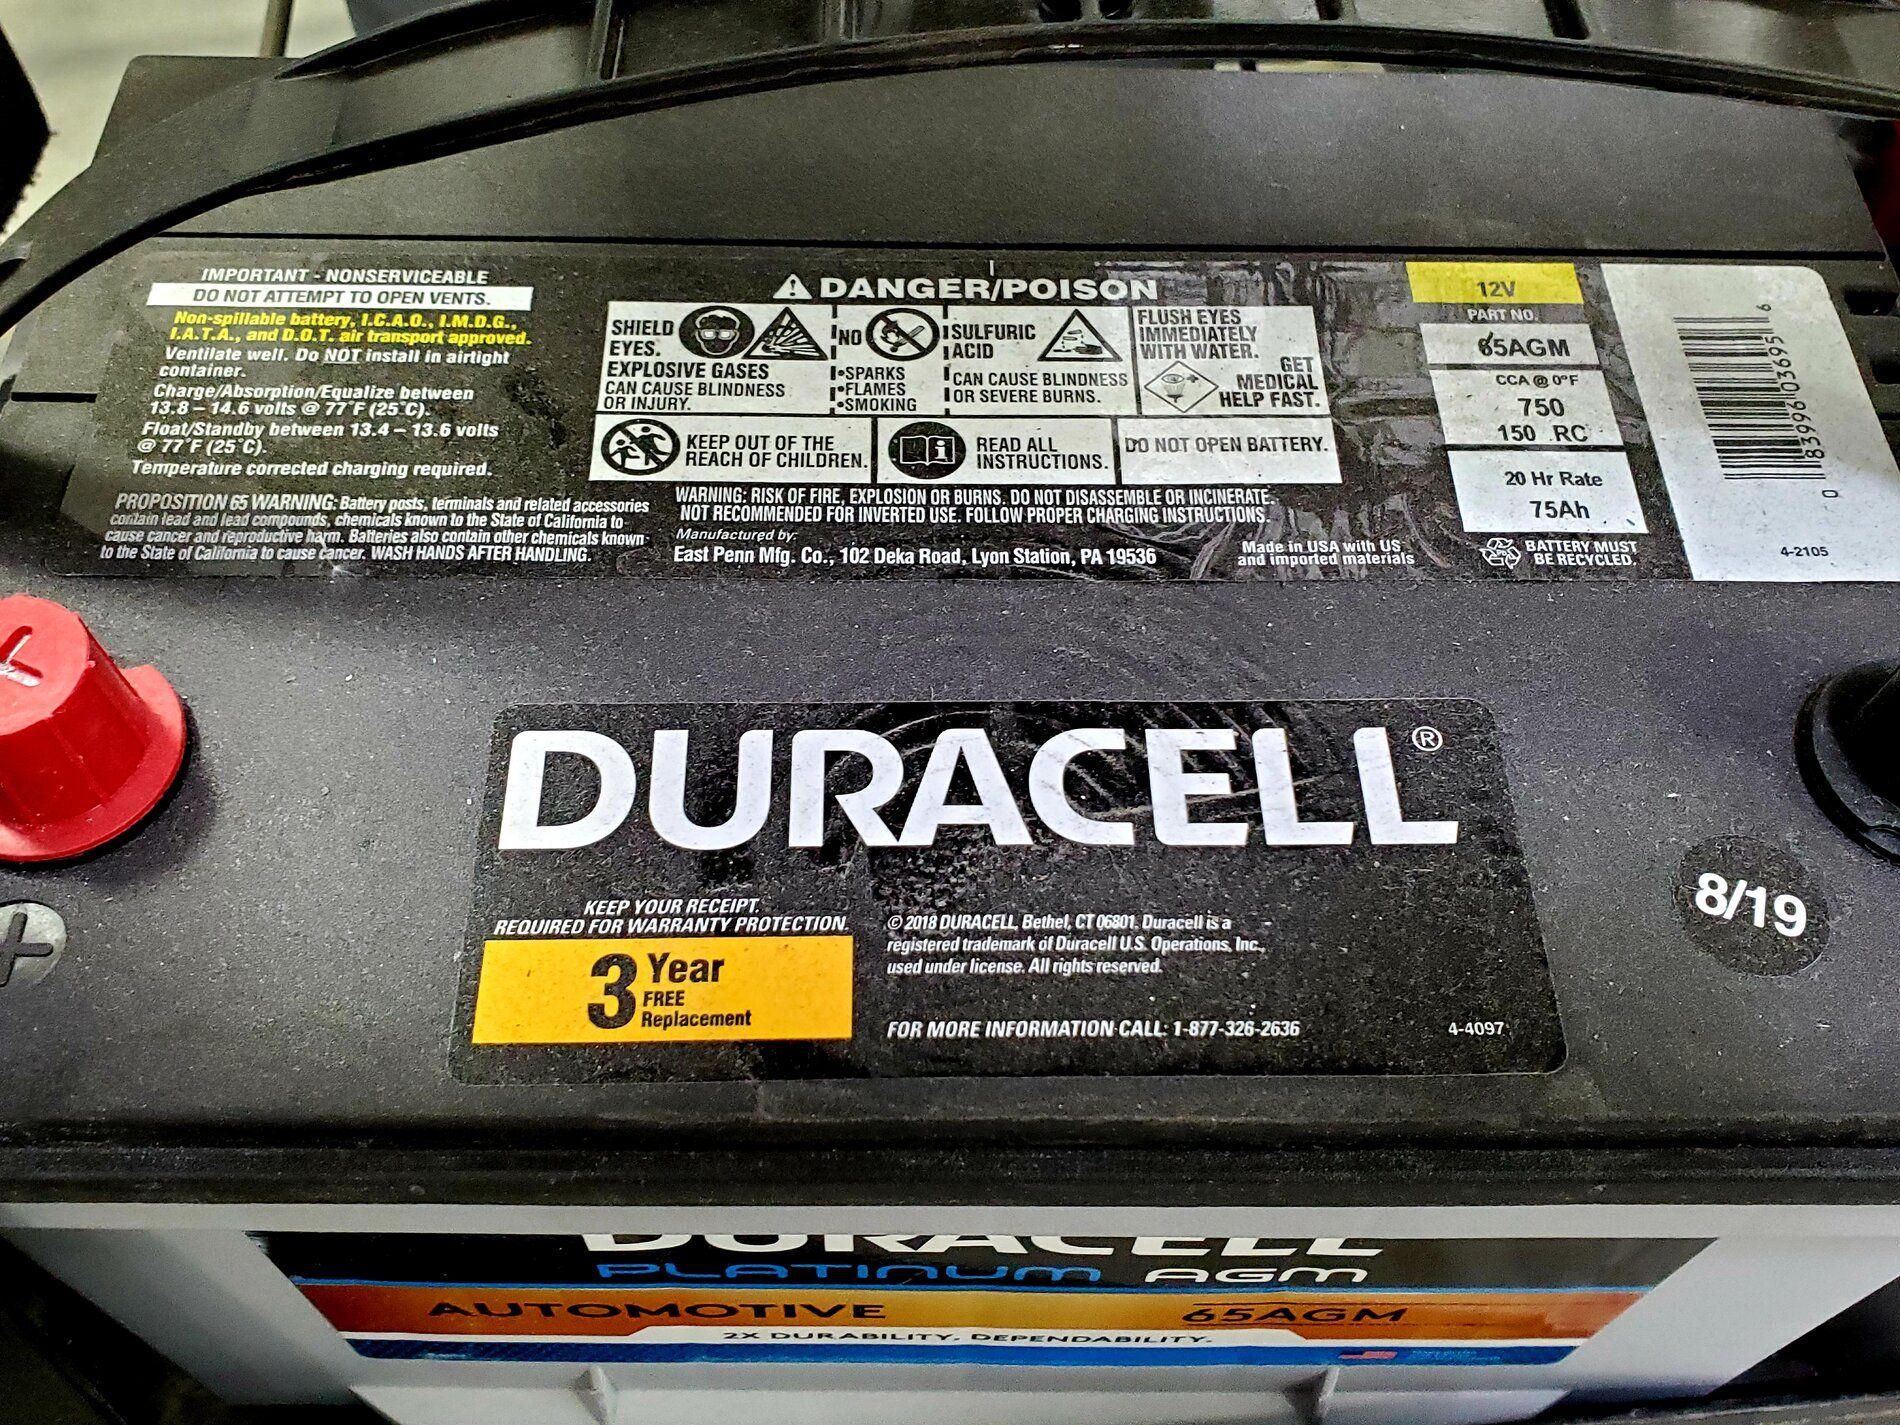 IMPORTANT - NONSERVICEABLE
DO NOT ATTEMPT TO OPEN VENTS.
Non-spillable battery, I.C.A.O., I.M.D.G.,
I.A.T.A., and D.O.T. air transport approved.
Ventilate well. Do NOT install in airtight
container.
Charge/Absorption/Equalize between
13.8 – 14.6 volts @ 77°F (25°C).
Float/Standby between 13.4 – 13.6 volts
@ 77°F (25°C).
Temperature corrected charging required.
PROPOSITION 65 WARNING: Battery posts, terminals and related accessories
contain lead and lead compounds, chemicals known to the State of California to
cause cancer and reproductive harm. Batteries also contain other chemicals known
to the State of California to cause cancer. WASH HANDS AFTER HANDLING.
DANGER/POISON
SHIELD
EYES.
EXPLOSIVE GASES
CAN CAUSE BLINDNESS
OR INJURY.
NO
•SPARKS
•FLAMES
•SMOKING
SULFURIC
ACID
CAN CAUSE BLINDNESS
OR SEVERE BURNS.
FLUSH EYES
IMMEDIATELY
WITH WATER.
GET
MEDICAL
HELP FAST.
KEEP OUT OF THE
REACH OF CHILDREN.
READ ALL
INSTRUCTIONS.
DO NOT OPEN BATTERY.
WARNING: RISK OF FIRE, EXPLOSION OR BURNS. DO NOT DISASSEMBLE OR INCINERATE.
NOT RECOMMENDED FOR INVERTED USE. FOLLOW PROPER CHARGING INSTRUCTIONS.
Manufactured by:
East Penn Mfg. Co., 102 Deka Road, Lyon Station, PA 19536
Made in USA with US
and imported materials
12V
PART NO.
65AGM
CCA @ 0°F
750
150 RC
20 Hr Rate
75Ah
BATTERY MUST
BE RECYCLED.
0 83996 03695 6
4-2105
DURACELL®
KEEP YOUR RECEIPT.
REQUIRED FOR WARRANTY PROTECTION.
3 Year
FREE
Replacement
© 2018 DURACELL, Bethel, CT 06801. Duracell is a
registered trademark of Duracell U.S. Operations, Inc.,
used under license. All rights reserved.
FOR MORE INFORMATION CALL: 1-877-326-2636
4-4097
8/19
DURACELL
PLATINUM AGM
AUTOMOTIVE 65AGM
2X DURABILITY, DEPENDABILITY.